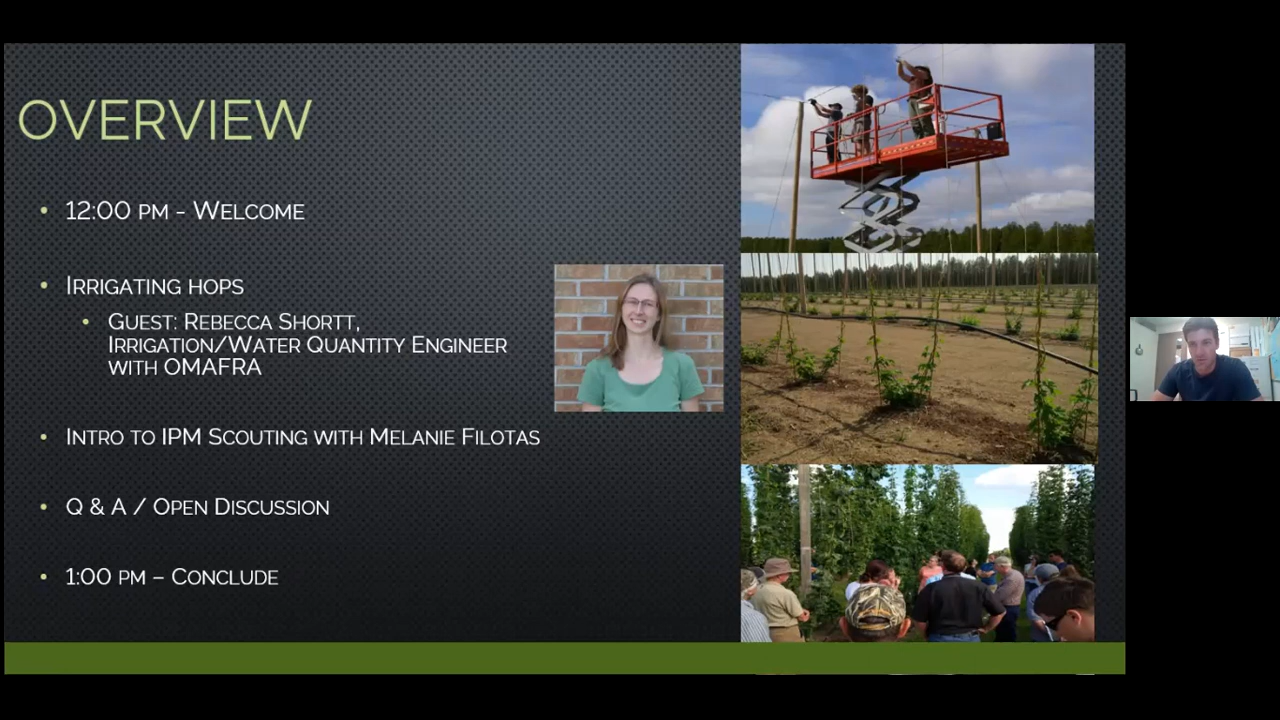 OVERVIEW
12:00 PM - WELCOME
IRRIGATING HOPS
GUEST: REBECCA SHORTT,
IRRIGATION/WATER QUANTITY ENGINEER
WITH OMAFRA
INTRO TO IPM SCOUTING WITH MELANIE FILOTAS
Q & A / OPEN DISCUSSION
1:00 PM – CONCLUDE